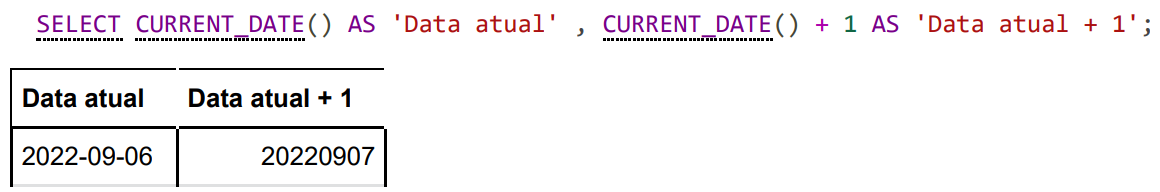 SELECT CURRENT_DATE() AS 'Data atual' , CURRENT_DATE() + 1 AS 'Data atual + 1';
Data atual Data atual + 1
2022-09-06 20220907